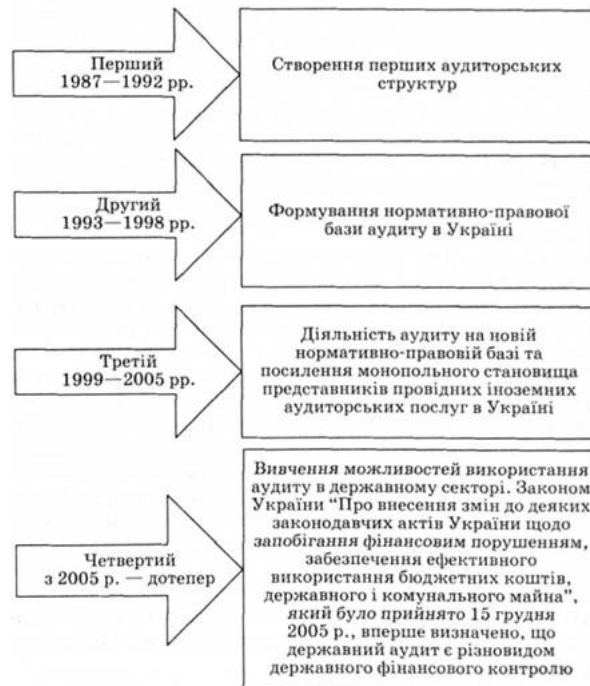 Перший
1987—1992 рр.
Створення перших аудиторських
структур
Другий
1993—1998 рр.
Формування нормативно-правової
бази аудиту в Україні
Третій
1999—2005 рр.
Діяльність аудиту на новій
нормативно-правовій базі та
посилення монопольного становища
представників провідних іноземних
аудиторських послуг в Україні
Четвертий
з 2005 р. — дотепер
Вивчення можливостей використання
аудиту в державному секторі. Законом
України “Про внесення змін до деяких
законодавчих актів України щодо
запобігання фінансовим порушенням,
забезпечення ефективного
використання бюджетних коштів,
державного і комунального майна”,
який було прийнято 15 грудня
2005 р., вперше визначено, що
державний аудит є різновидом
державного фінансового контролю